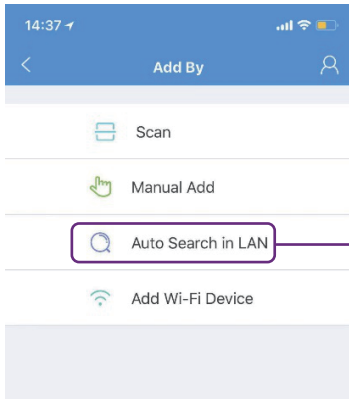 14:37
Add By
Scan
Manual Add
Auto Search in LAN
Add Wi-Fi Device